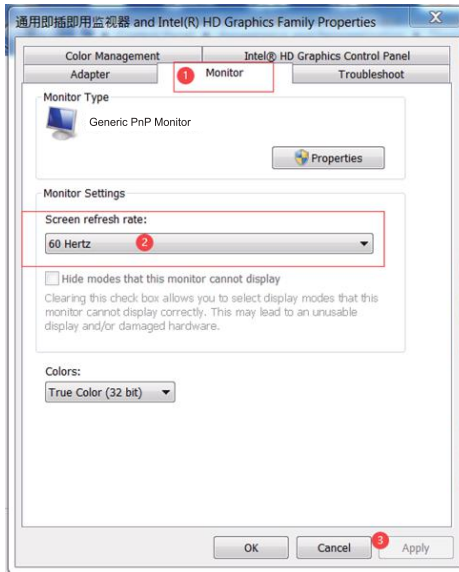 通用即插即用监视器 and Intel(R) HD Graphics Family Properties
X
Color Management
Intel® HD Graphics Control Panel
Adapter
1
Monitor
Troubleshoot
Monitor Type
Generic PnP Monitor
Properties
Monitor Settings
Screen refresh rate:
60 Hertz
2
Hide modes that this monitor cannot display
Clearing this check box allows you to select display modes that this
monitor cannot display correctly. This may lead to an unusable
display and/or damaged hardware.
Colors:
True Color (32 bit)
OK
Cancel
3
Apply